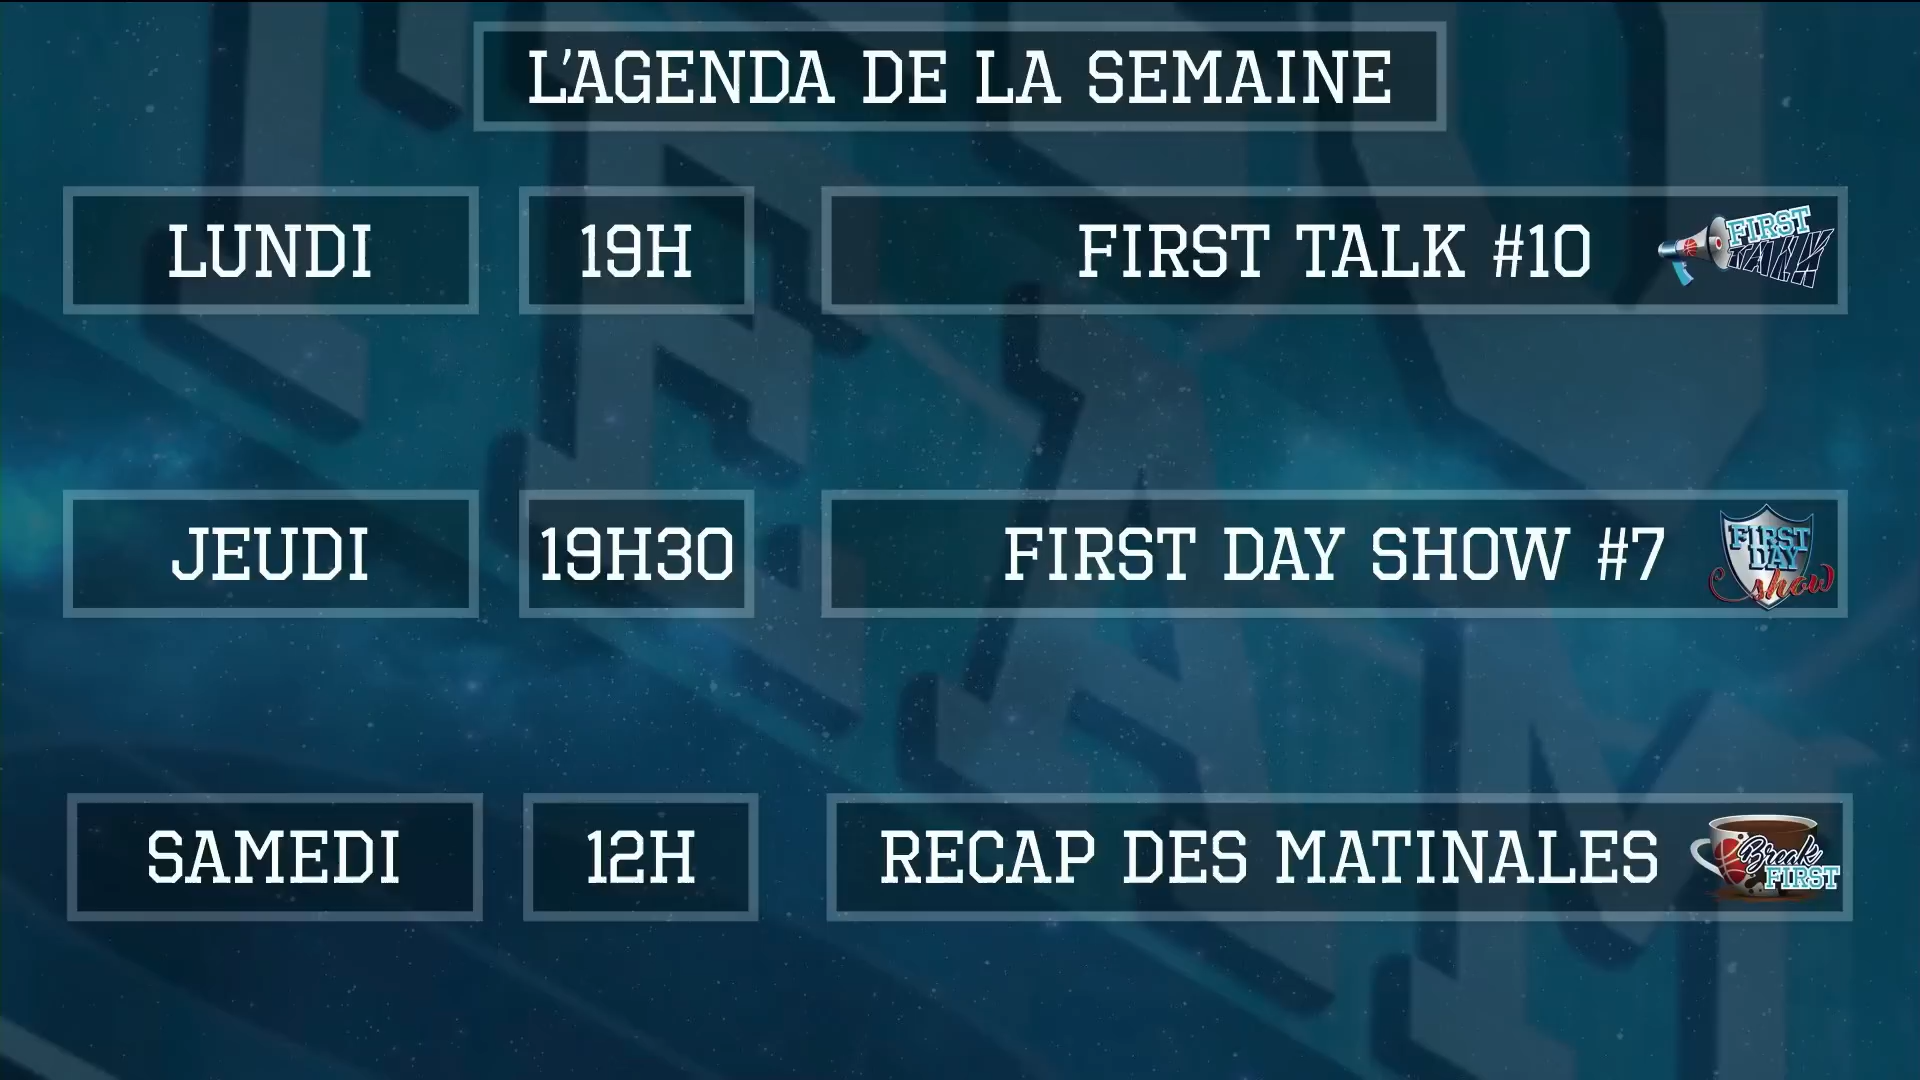 L'AGENDA DE LA SEMAINE
LUNDI 19H FIRST TALK #10 FIRST TALK
JEUDI 19H30 FIRST DAY SHOW #7 FIRST DAY show
SAMEDI 12H RECAP DES MATINALES Break FIRST